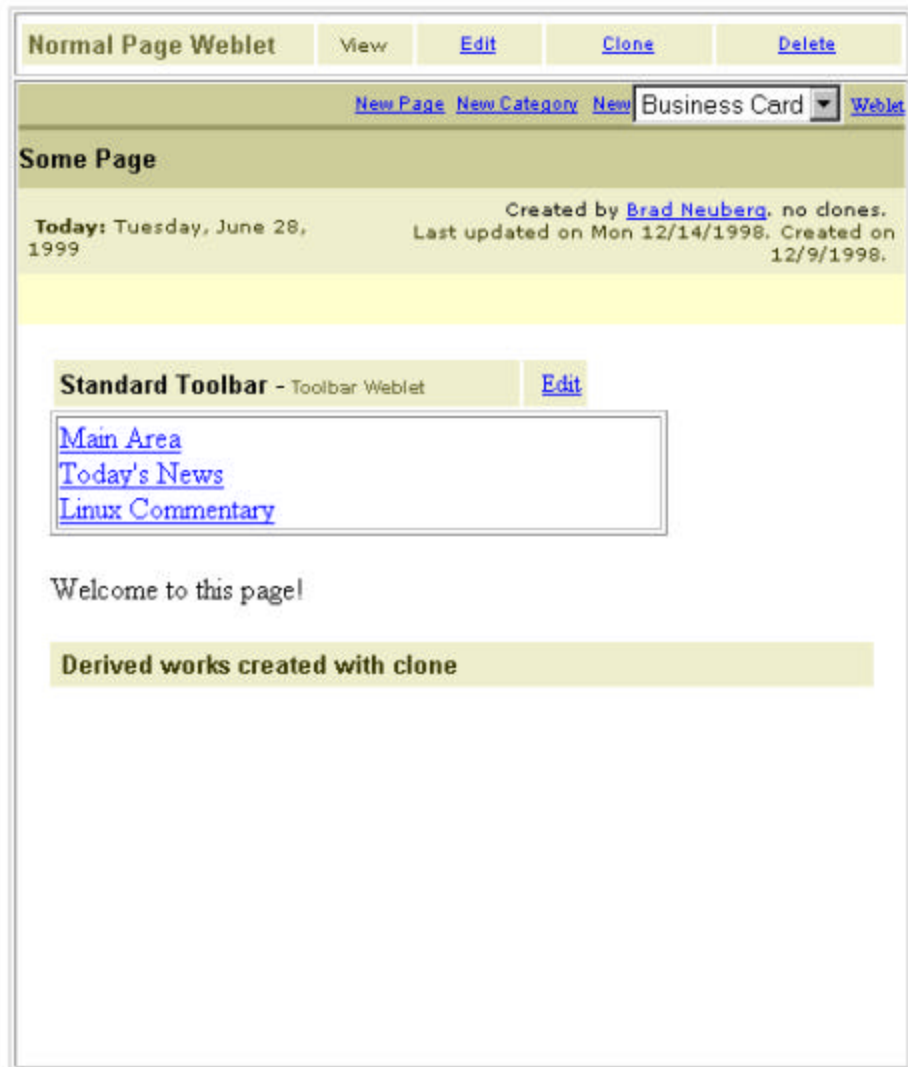 Normal Page Weblet View Edit Clone Delete
New Page New Category New Business Card Weblet
Some Page
Today: Tuesday, June 28, 1999
Created by Brad Neuberg. no clones.
Last updated on Mon 12/14/1998. Created on
12/9/1998.
Standard Toolbar - Toolbar Weblet Edit
Main Area
Today's News
Linux Commentary
Welcome to this page!
Derived works created with clone